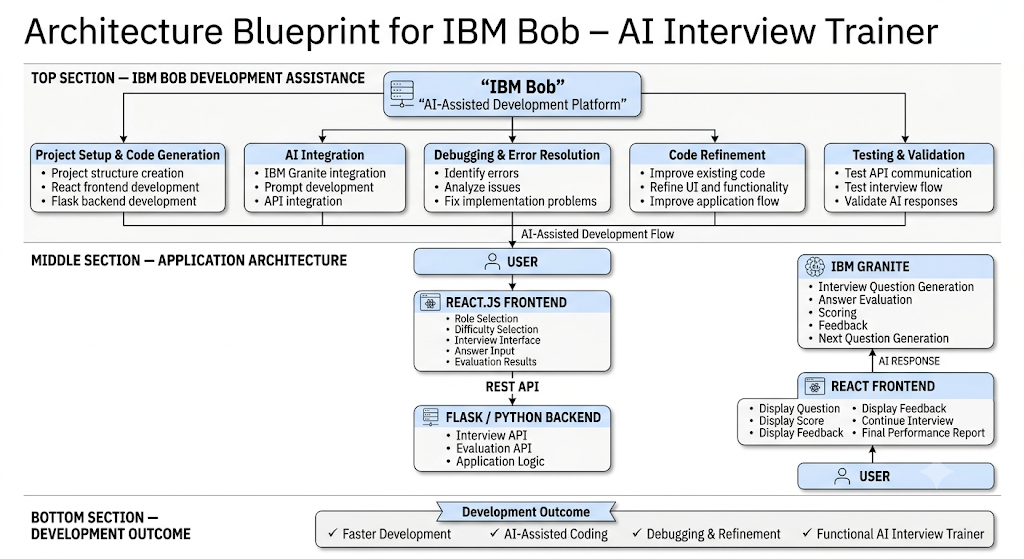 Architecture Blueprint for IBM Bob – AI Interview Trainer
TOP SECTION — IBM BOB DEVELOPMENT ASSISTANCE
“IBM Bob”
“AI-Assisted Development Platform”
Project Setup & Code Generation
• Project structure creation
• React frontend development
• Flask backend development
AI Integration
• IBM Granite integration
• Prompt development
• API integration
Debugging & Error Resolution
• Identify errors
• Analyze issues
• Fix implementation problems
Code Refinement
• Improve existing code
• Refine UI and functionality
• Improve application flow
Testing & Validation
• Test API communication
• Test interview flow
• Validate AI responses
AI-Assisted Development Flow
MIDDLE SECTION — APPLICATION ARCHITECTURE
USER
REACT.JS FRONTEND
• Role Selection
• Difficulty Selection
• Interview Interface
• Answer Input
• Evaluation Results
REST API
FLASK / PYTHON BACKEND
• Interview API
• Evaluation API
• Application Logic
IBM GRANITE
• Interview Question Generation
• Answer Evaluation
• Scoring
• Feedback
• Next Question Generation
AI RESPONSE
REACT FRONTEND
• Display Question
• Display Score
• Display Feedback
• Display Feedback
• Continue Interview
• Final Performance Report
USER
BOTTOM SECTION —
DEVELOPMENT OUTCOME
Development Outcome
✓ Faster Development
✓ AI-Assisted Coding
✓ Debugging & Refinement
✓ Functional AI Interview Trainer